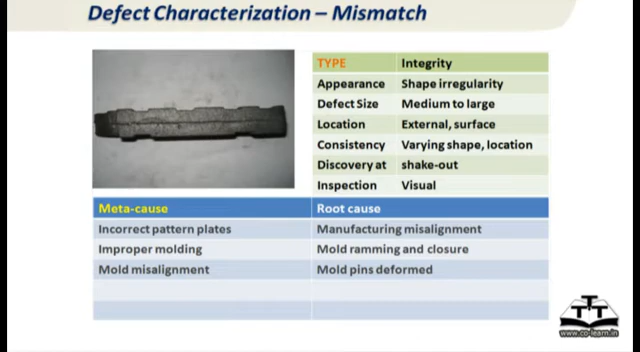 Defect Characterization – Mismatch
TYPE Integrity
Appearance Shape irregularity
Defect Size Medium to large
Location External, surface
Consistency Varying shape, location
Discovery at shake-out
Inspection Visual
Meta-cause Root cause
Incorrect pattern plates Manufacturing misalignment
Improper molding Mold ramming and closure
Mold misalignment Mold pins deformed
TTT
www.co-learn.in